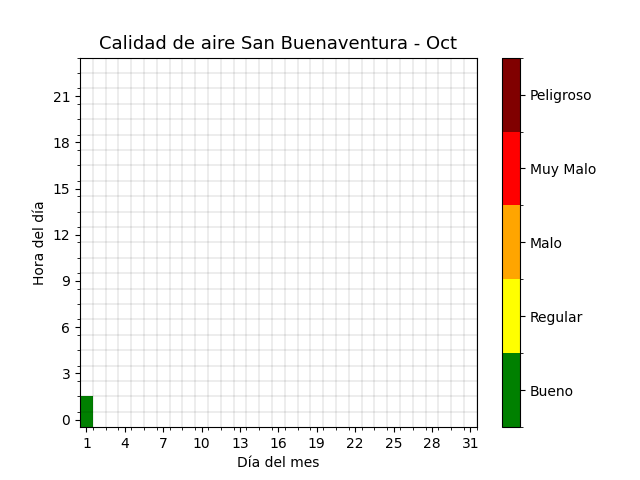 Calidad de aire San Buenaventura - Oct
Hora del día
21
18
15
12
9
6
3
0
1 4 7 10 13 16 19 22 25 28 31
Día del mes
Peligroso
Muy Malo
Malo
Regular
Bueno